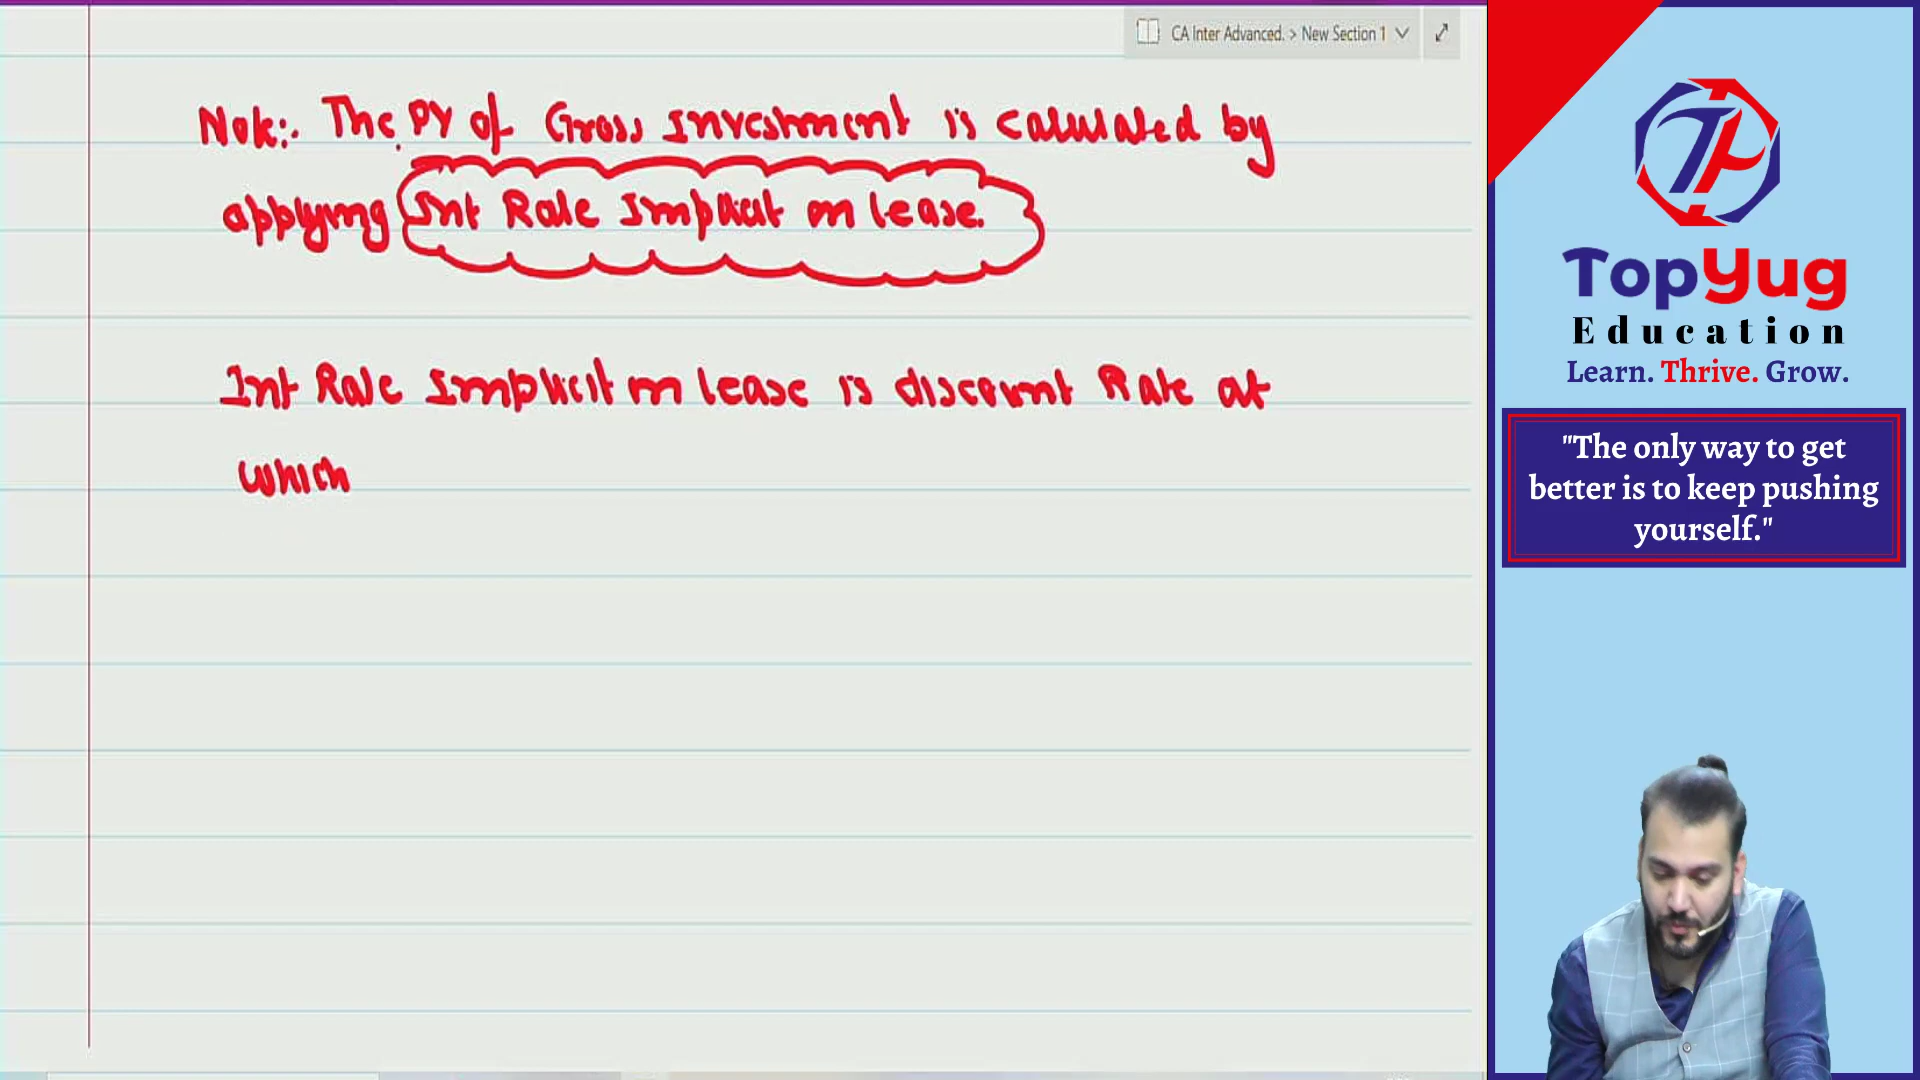 CA Inter Advanced. > New Section 1
Note:. The PV of Gross Investment is calculated by
applying Int Rate Implicit on lease.
Int Rate Implicit on lease is discount Rate at
which
TopYug
Education
Learn. Thrive. Grow.
"The only way to get
better is to keep pushing
yourself."